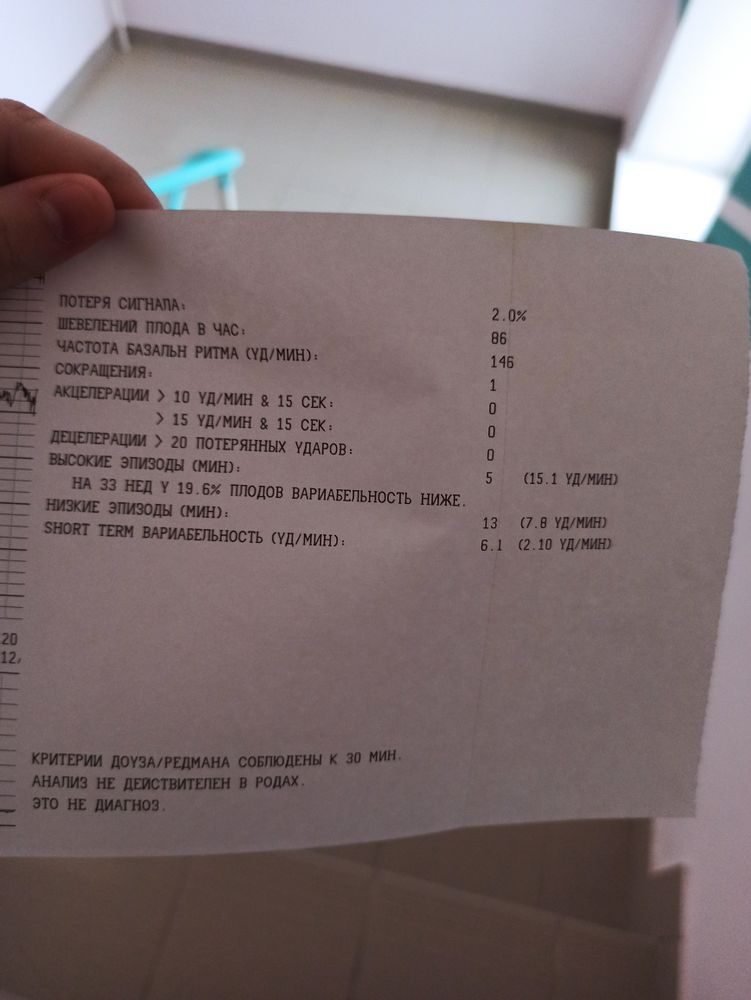 ПОТЕРЯ СИГНАЛА: 2.0%
ШЕВЕЛЕНИЙ ПЛОДА В ЧАС: 86
ЧАСТОТА БАЗАЛЬН РИТМА (УД/МИН): 146
СОКРАЩЕНИЯ: 1
АКЦЕЛЕРАЦИИ > 10 УД/МИН & 15 СЕК: 0
> 15 УД/МИН & 15 СЕК: 0
ДЕЦЕЛЕРАЦИИ > 20 ПОТЕРЯННЫХ УДАРОВ: 0
ВЫСОКИЕ ЭПИЗОДЫ (МИН): 5 (15.1 УД/МИН)
НА 33 НЕД У 19.6% ПЛОДОВ ВАРИАБЕЛЬНОСТЬ НИЖЕ.
НИЗКИЕ ЭПИЗОДЫ (МИН): 13 (7.8 УД/МИН)
SHORT TERM ВАРИАБЕЛЬНОСТЬ (УД/МИН): 6.1 (2.10 УД/МИН)
20
12,
КРИТЕРИИ ДОУЗА/РЕДМАНА СОБЛЮДЕНЫ К 30 МИН.
АНАЛИЗ НЕ ДЕЙСТВИТЕЛЕН В РОДАХ.
ЭТО НЕ ДИАГНОЗ.